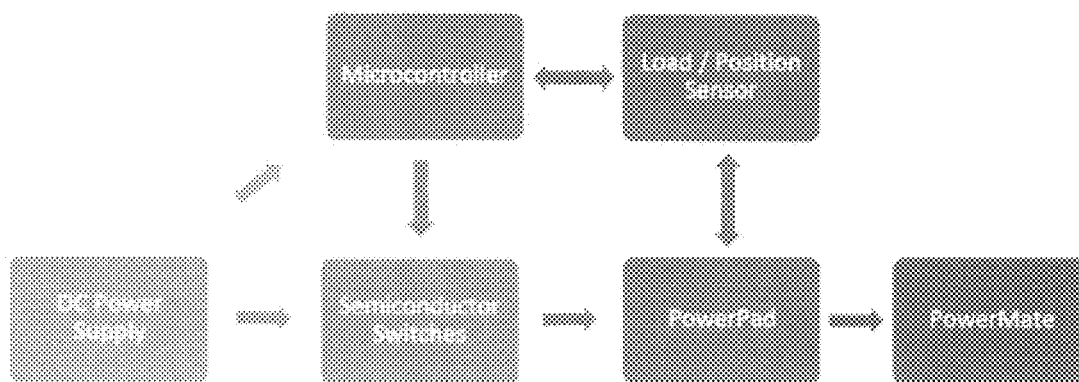 Microcontroller
Load / Position
Sensor
DC Power
Supply
Semiconductor
Switches
PowerPad
PowerMate